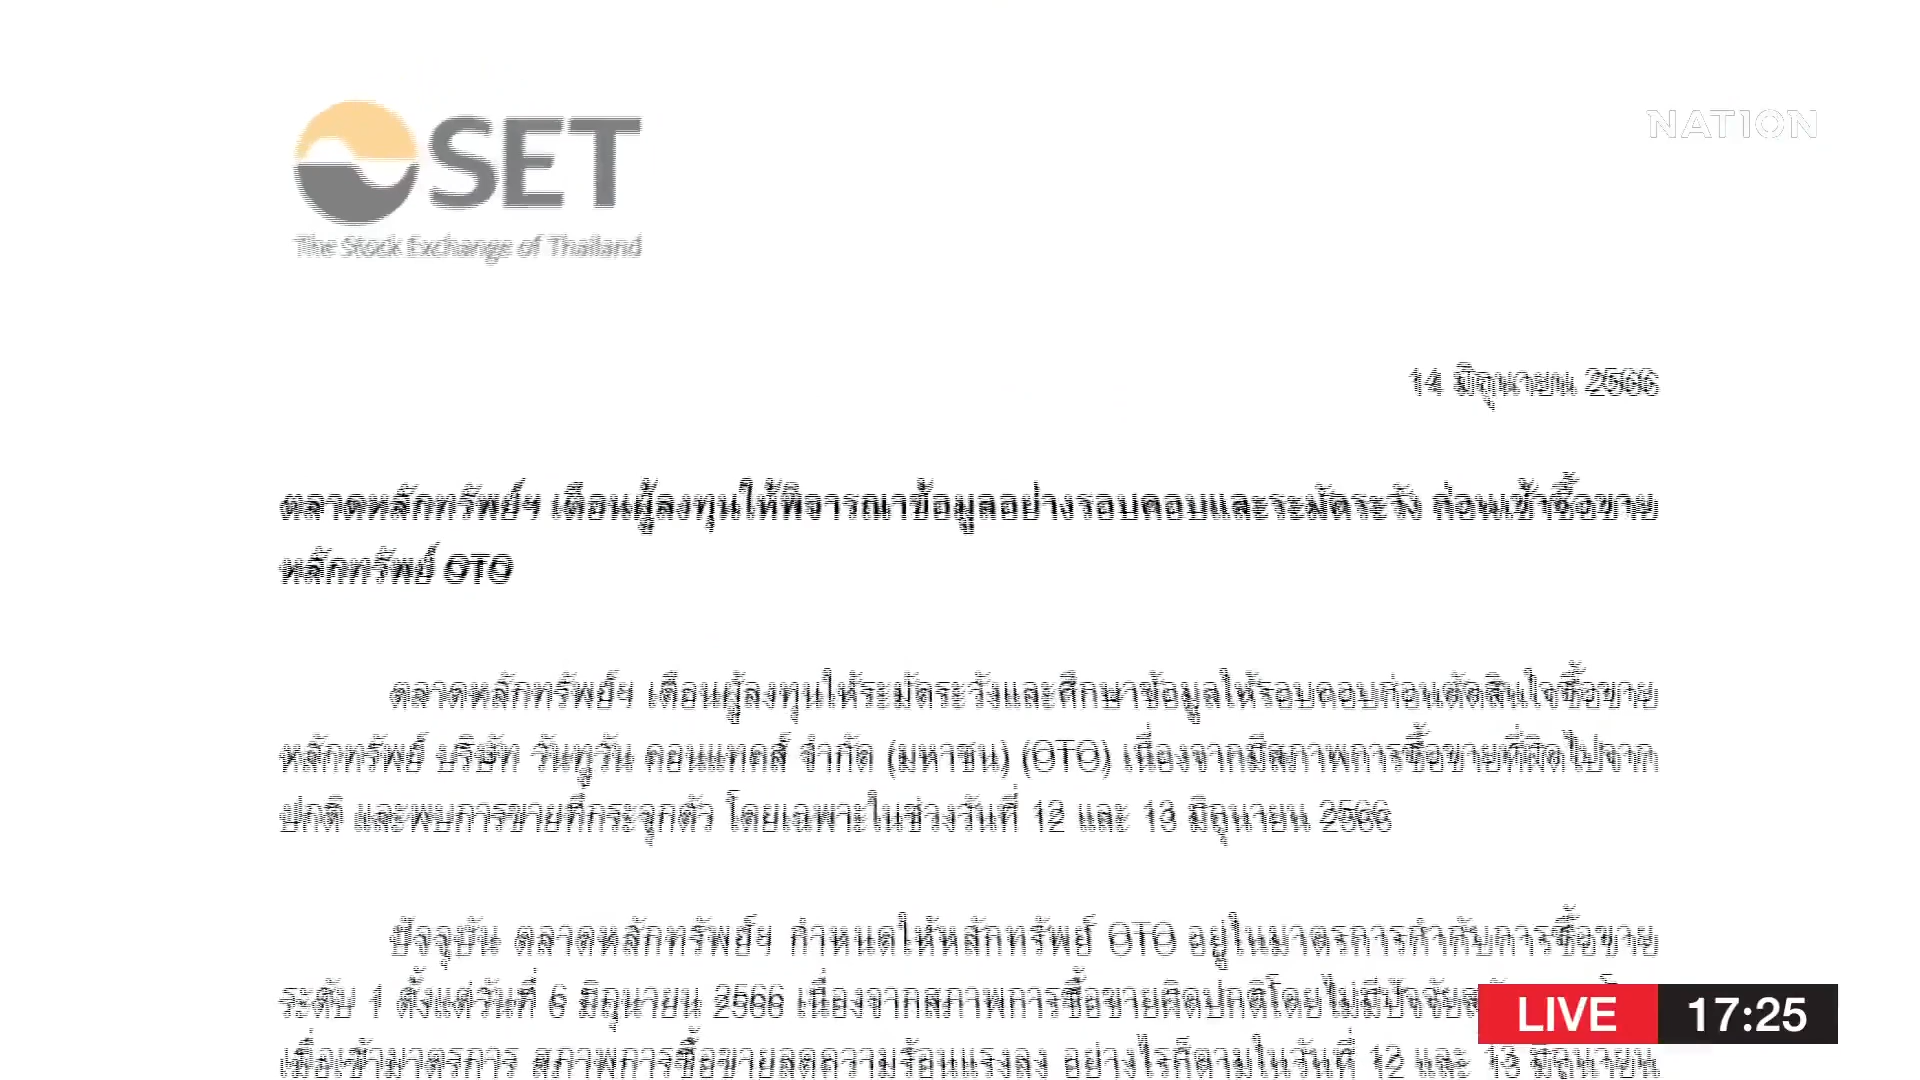 SET
The Stock Exchange of Thailand
NATION
14 มิถุนายน 2566
ตลาดหลักทรัพย์ฯ เตือนผู้ลงทุนให้พิจารณาข้อมูลอย่างรอบคอบและระมัดระวัง ก่อนเข้าซื้อขาย
หลักทรัพย์ OTO
ตลาดหลักทรัพย์ฯ เตือนผู้ลงทุนให้ระมัดระวังและศึกษาข้อมูลให้รอบคอบก่อนตัดสินใจซื้อขาย
หลักทรัพย์ บริษัท วันทูวัน คอนแทคส์ จำกัด (มหาชน) (OTO) เนื่องจากมีสภาพการซื้อขายที่ผิดไปจาก
ปกติ และพบการขายที่กระจุกตัว โดยเฉพาะในช่วงวันที่ 12 และ 13 มิถุนายน 2566
ปัจจุบัน ตลาดหลักทรัพย์ฯ กำหนดให้หลักทรัพย์ OTO อยู่ในมาตรการกำกับการซื้อขาย
ระดับ 1 ตั้งแต่วันที่ 6 มิถุนายน 2566 เนื่องจากสภาพการซื้อขายผิดปกติโดยไม่มีปัจจัย
เมื่อเข้ามาตรการ สภาพการซื้อขายลดความร้อนแรงลง อย่างไรก็ตามในวันที่ 12 และ 13 มิถุนายน
LIVE 17:25